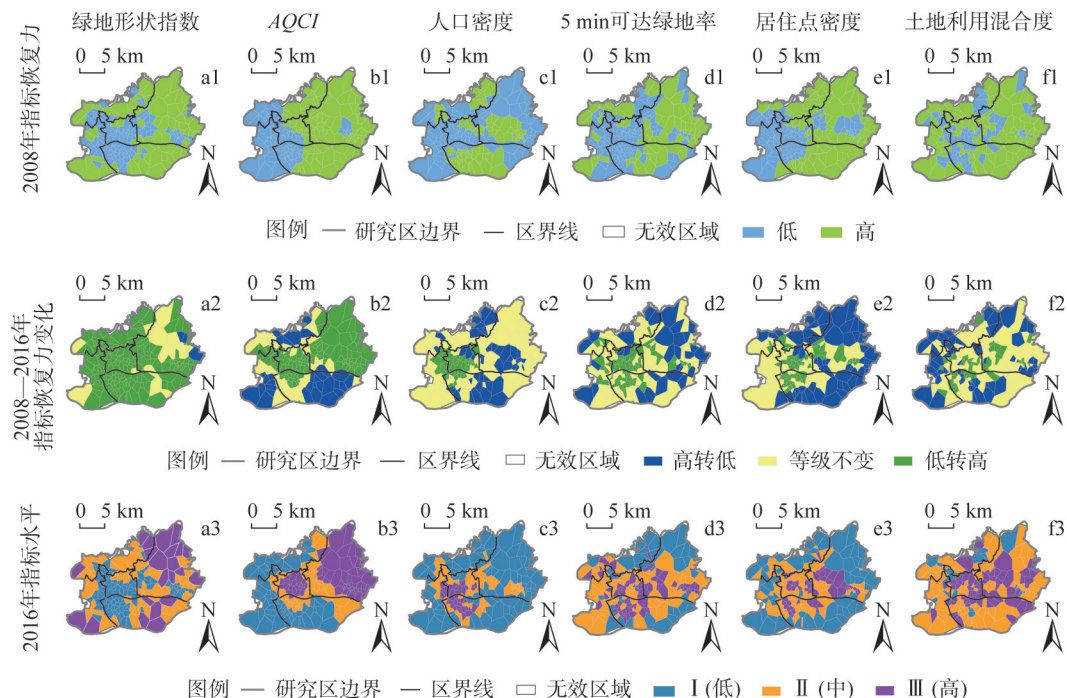 绿地形状指数 AQCI 人口密度 5 min可达绿地率 居住点密度 土地利用混合度
2008年指标恢复力
0 5 km a1 0 5 km b1 0 5 km c1 0 5 km d1 0 5 km e1 0 5 km f1
N N N N N N
图例 研究区边界 区界线 无效区域 低 高
2008—2016年
指标恢复力变化
0 5 km a2 0 5 km b2 0 5 km c2 0 5 km d2 0 5 km e2 0 5 km f2
N N N N N N
图例 研究区边界 区界线 无效区域 高转低 等级不变 低转高
2016年指标水平
0 5 km a3 0 5 km b3 0 5 km c3 0 5 km d3 0 5 km e3 0 5 km f3
N N N N N N
图例 研究区边界 区界线 无效区域 Ⅰ(低) Ⅱ(中) Ⅲ(高)